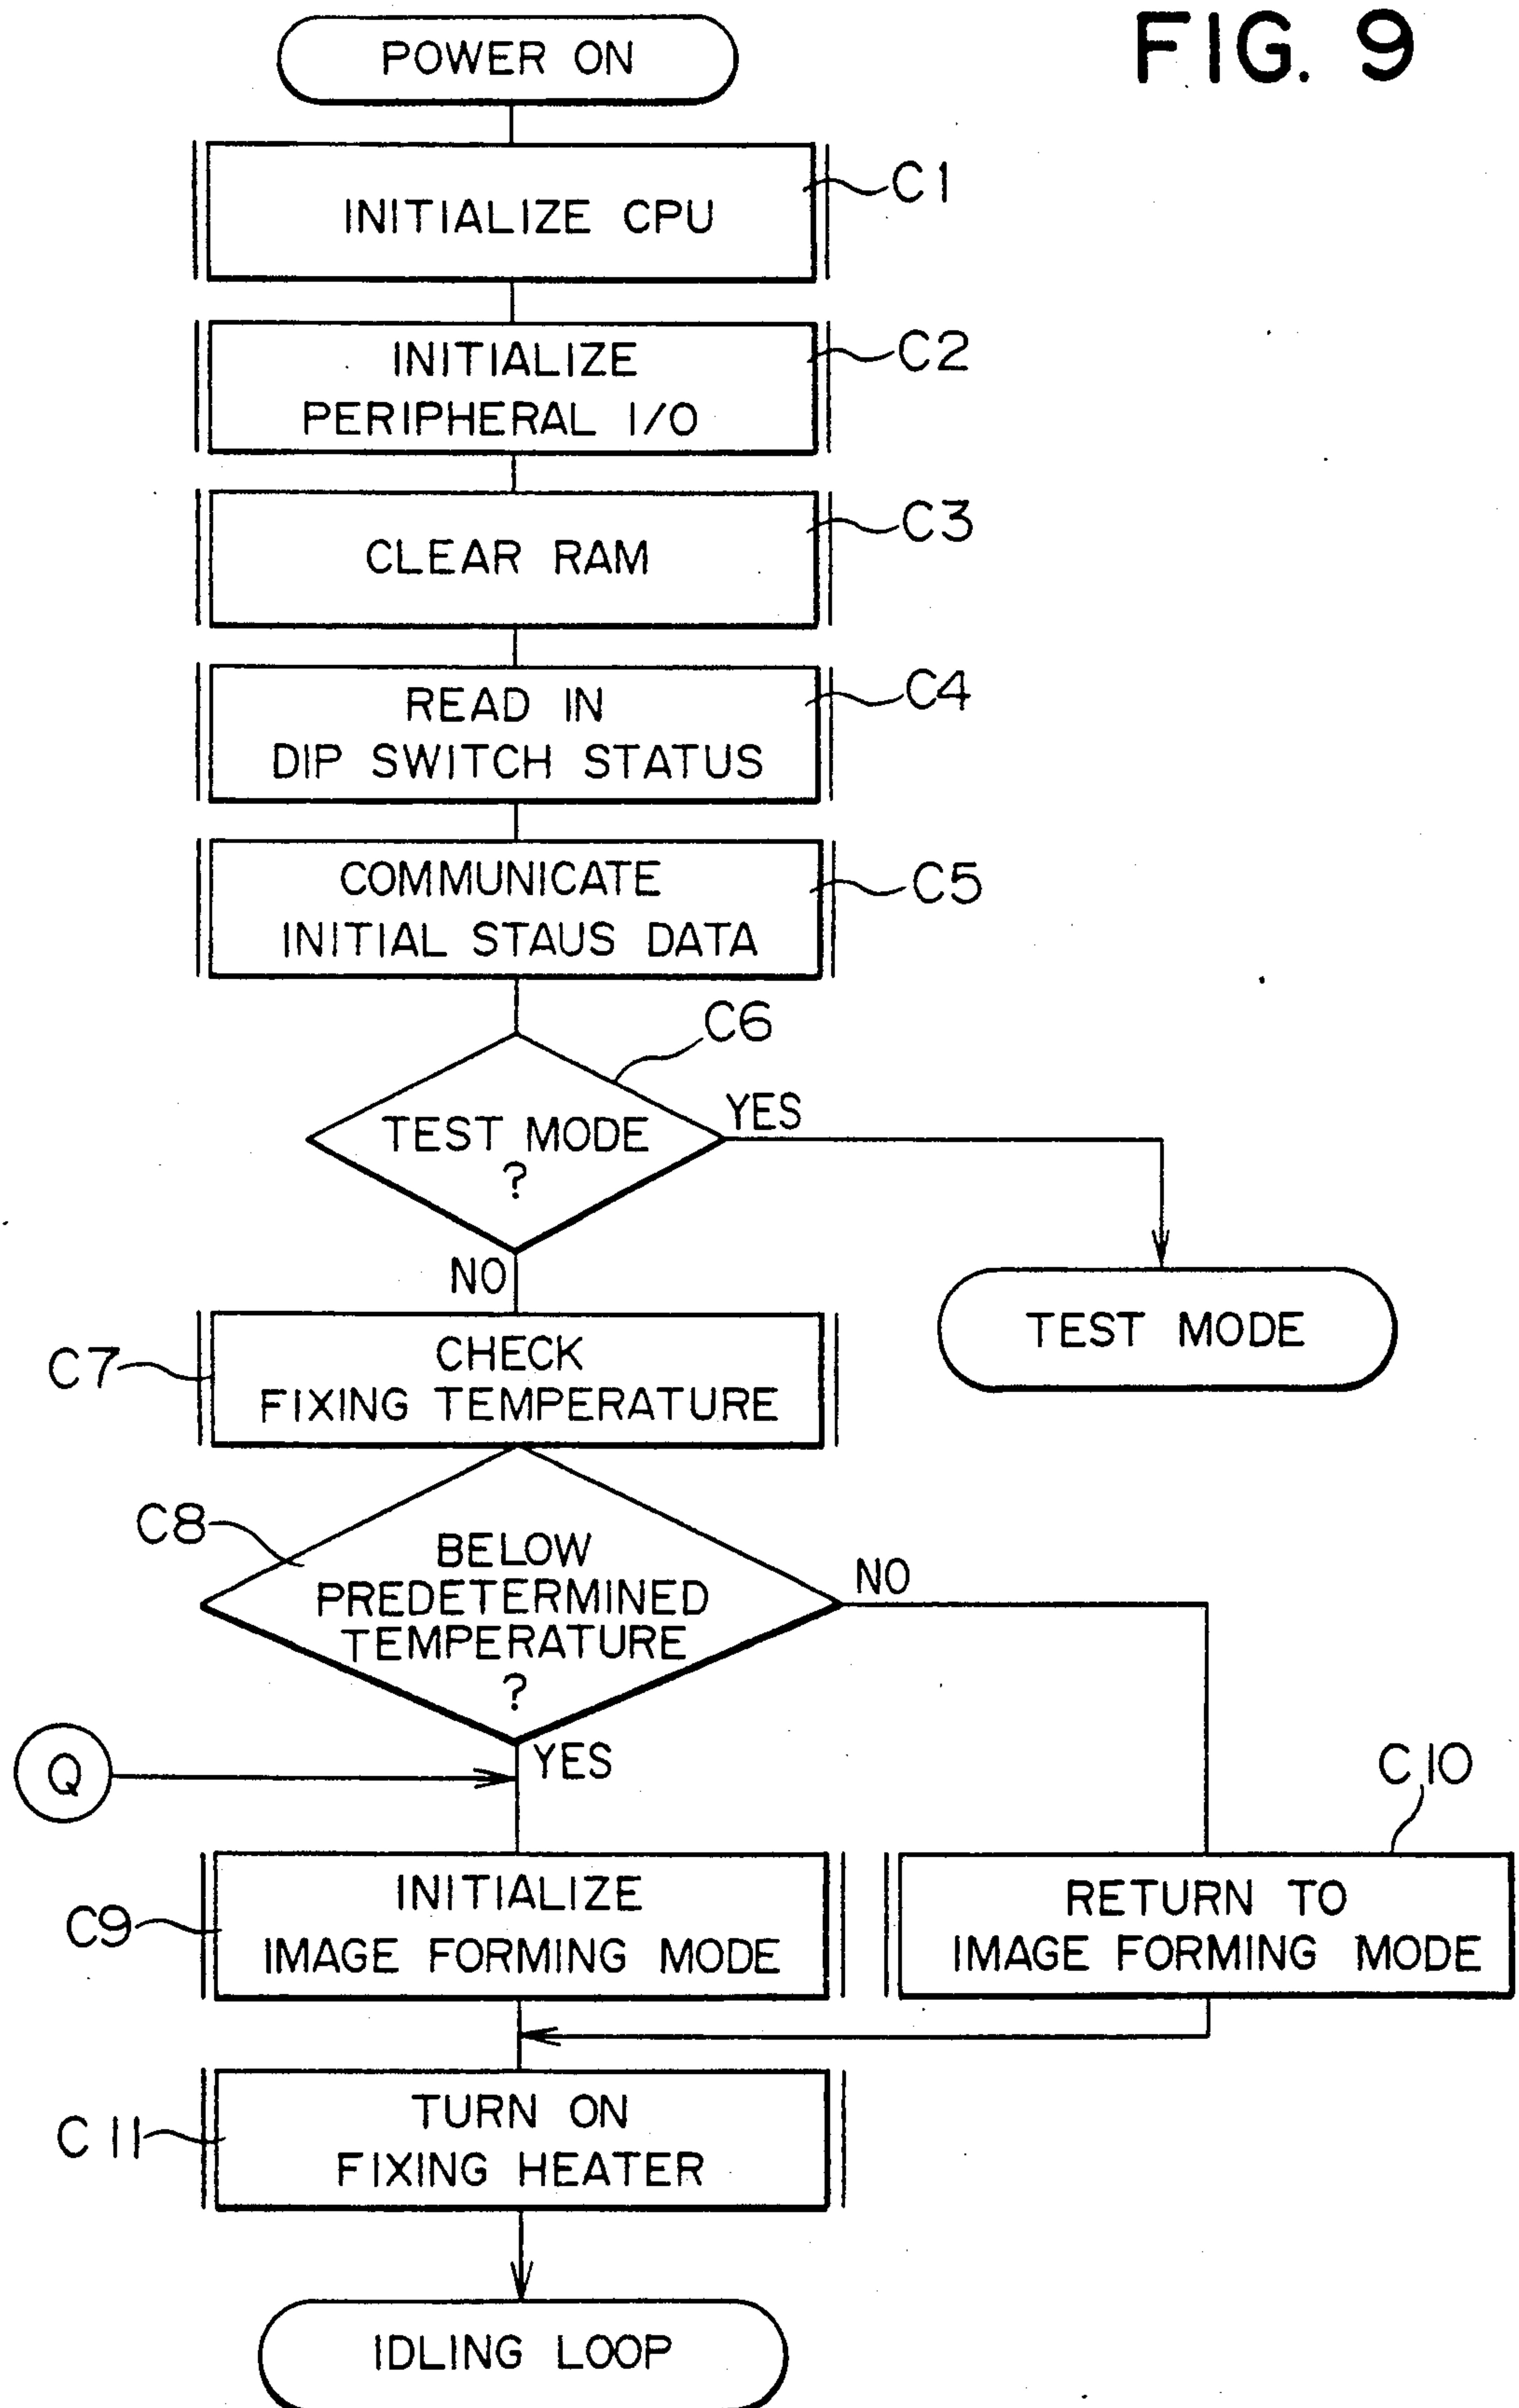 FIG. 9
POWER ON
INITIALIZE CPU
C1
INITIALIZE
PERIPHERAL I/O
C2
CLEAR RAM
C3
READ IN
DIP SWITCH STATUS
C4
COMMUNICATE
INITIAL STAUS DATA
C5
C6
TEST MODE
?
YES
NO
TEST MODE
C7
CHECK
FIXING TEMPERATURE
C8
BELOW
PREDETERMINED
TEMPERATURE
?
NO
YES
Q
C9
INITIALIZE
IMAGE FORMING MODE
C10
RETURN TO
IMAGE FORMING MODE
C11
TURN ON
FIXING HEATER
IDLING LOOP